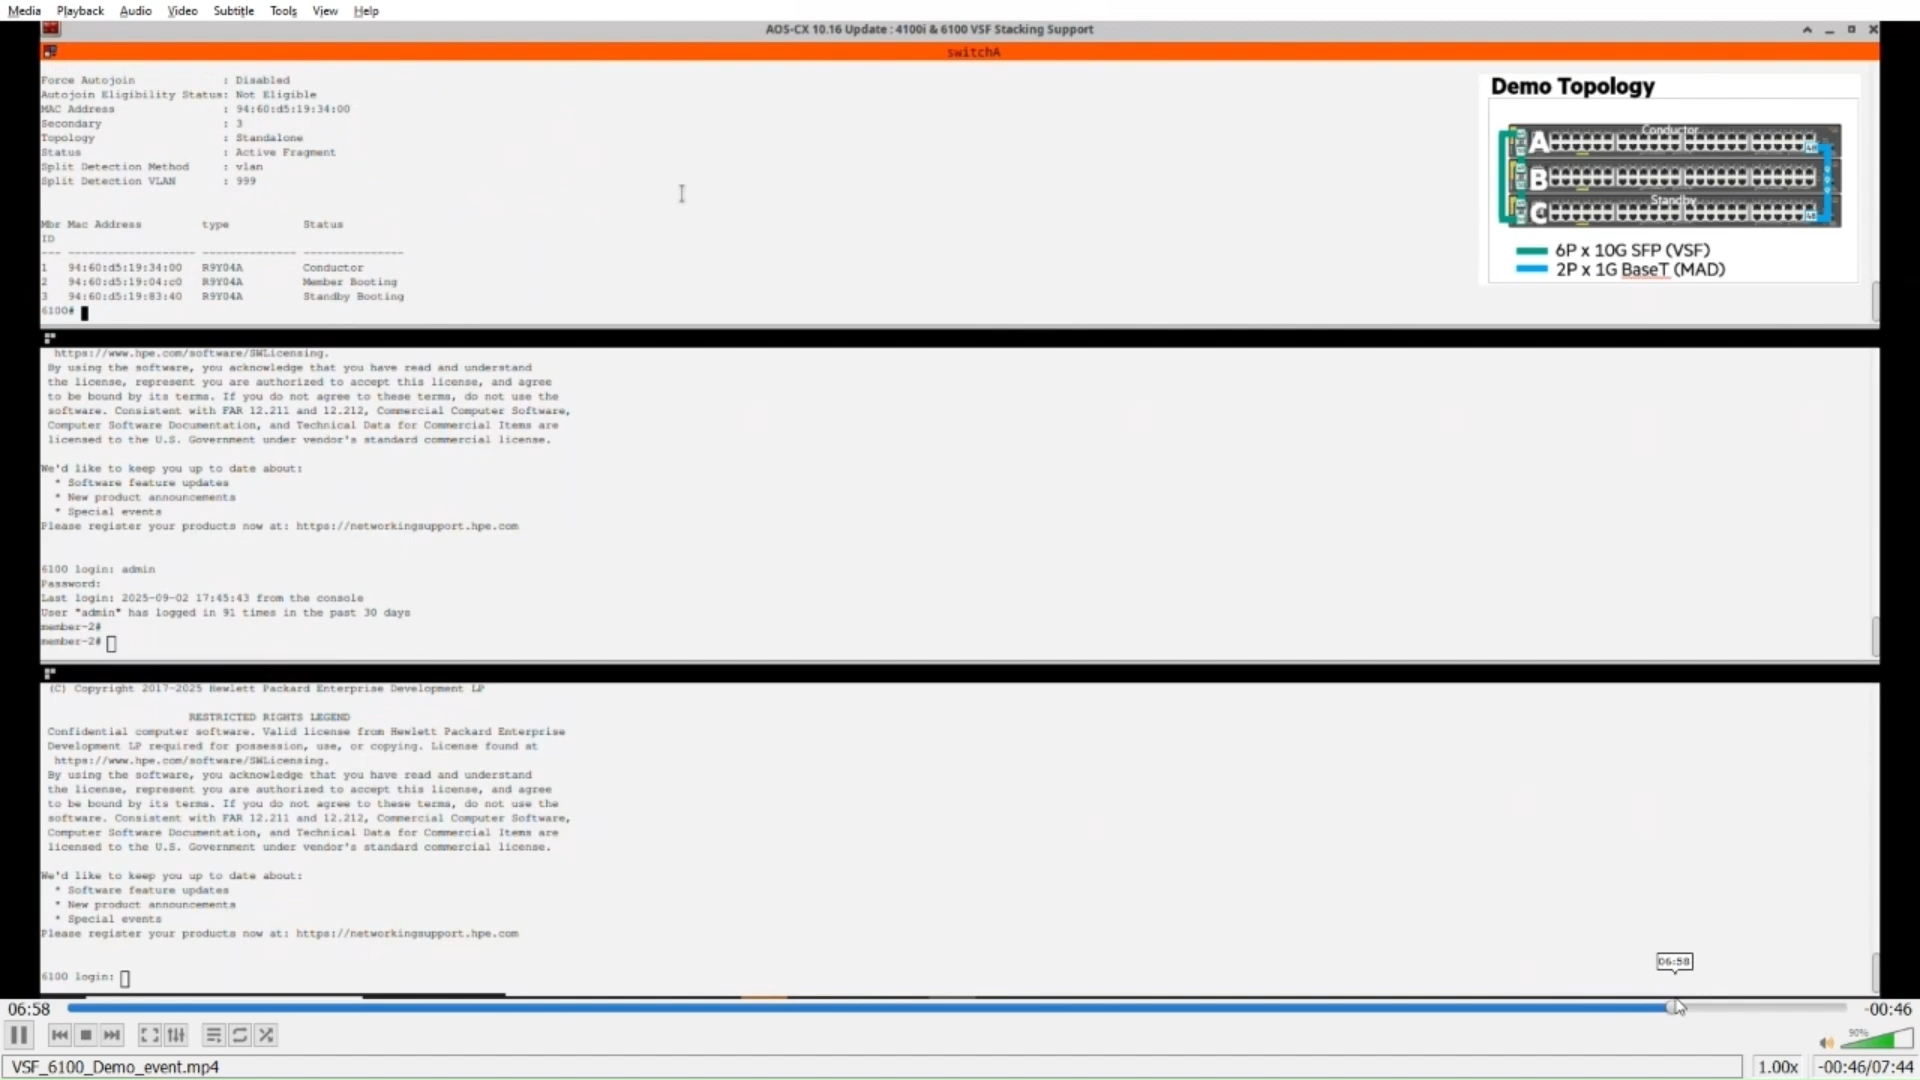 Media Playback Audio Video Subtitle Tools View Help
AOS-CX 10.16 Update : 4100i & 6100 VSF Stacking Support
switchA
Force Autojoin : Disabled
Autojoin Eligibility Status: Not Eligible
MAC Address : 94:60:d5:19:34:00
Secondary : 3
Topology : Standalone
Status : Active Fragment
Split Detection Method : vlan
Split Detection VLAN : 999
Mbr Mac Address type Status
ID
--- ------------------- -------------- ---------------
1 94:60:d5:19:34:00 R9Y04A Conductor
2 94:60:d5:19:04:c0 R9Y04A Member Booting
3 94:60:d5:19:83:40 R9Y04A Standby Booting
6100#
Demo Topology
Conductor
A
48
B
Standby
C
48
6P x 10G SFP (VSF)
2P x 1G BaseT (MAD)
https://www.hpe.com/software/SWLicensing.
By using the software, you acknowledge that you have read and understand
the license, represent you are authorized to accept this license, and agree
to be bound by its terms. If you do not agree to these terms, do not use the
software. Consistent with FAR 12.211 and 12.212, Commercial Computer Software,
Computer Software Documentation, and Technical Data for Commercial Items are
licensed to the U.S. Government under vendor's standard commercial license.
We'd like to keep you up to date about:
* Software feature updates
* New product announcements
* Special events
Please register your products now at: https://networkingsupport.hpe.com
6100 login: admin
Password:
Last login: 2025-09-02 17:45:43 from the console
User "admin" has logged in 91 times in the past 30 days
member-2#
member-2#
(C) Copyright 2017-2025 Hewlett Packard Enterprise Development LP
RESTRICTED RIGHTS LEGEND
Confidential computer software. Valid license from Hewlett Packard Enterprise
Development LP required for possession, use, or copying. License found at
https://www.hpe.com/software/SWLicensing.
By using the software, you acknowledge that you have read and understand
the license, represent you are authorized to accept this license, and agree
to be bound by its terms. If you do not agree to these terms, do not use the
software. Consistent with FAR 12.211 and 12.212, Commercial Computer Software,
Computer Software Documentation, and Technical Data for Commercial Items are
licensed to the U.S. Government under vendor's standard commercial license.
We'd like to keep you up to date about:
* Software feature updates
* New product announcements
* Special events
Please register your products now at: https://networkingsupport.hpe.com
6100 login:
06:58
06:58 -00:46
90%
VSF_6100_Demo_event.mp4 1.00x -00:46/07:44